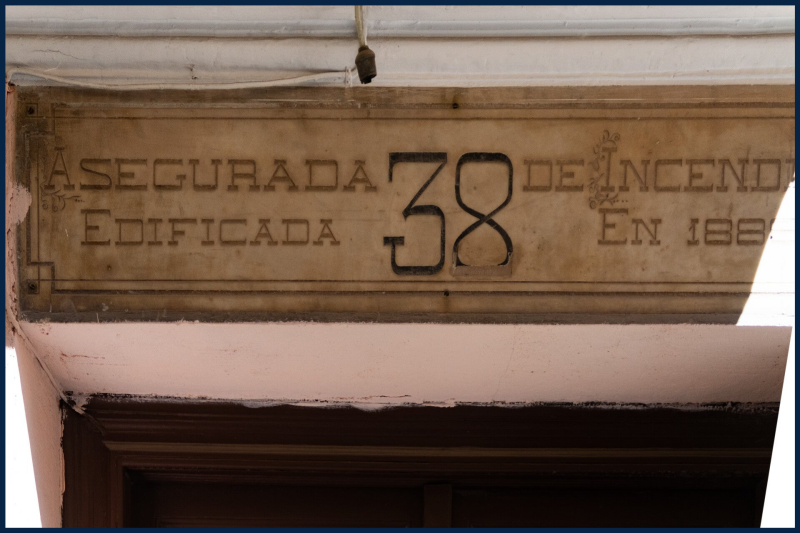 ASEGURADA 38 DE INCENDI
EDIFICADA EN 188